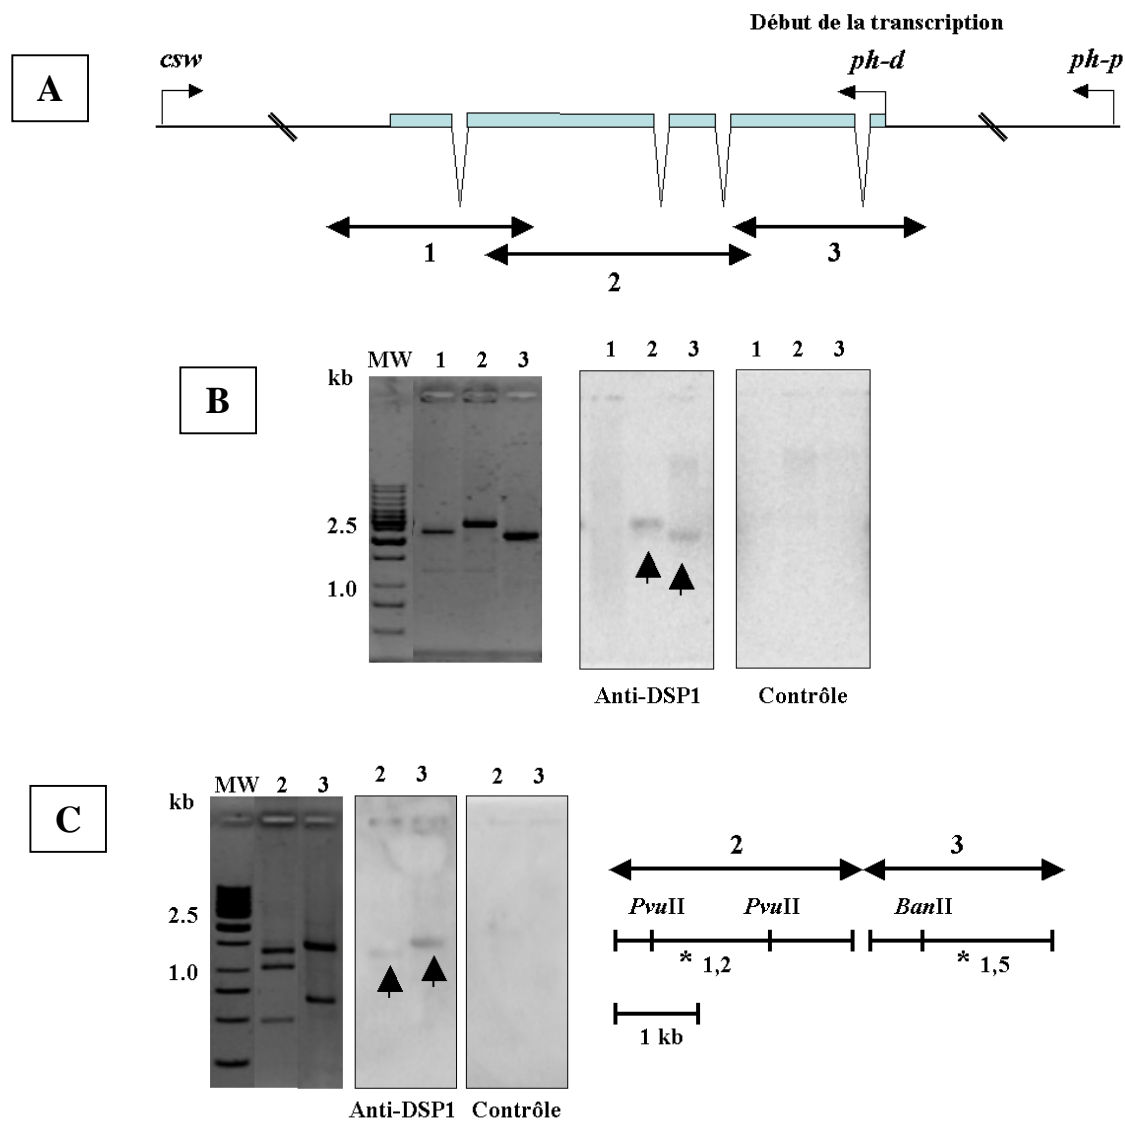 Début de la transcription
A
csw
ph-d
ph-p
1
2
3
B
kb
MW 1 2 3
2.5
1.0
1 2 3
1 2 3
Anti-DSP1
Contrôle
C
kb
MW 2 3
2.5
1.0
2 3
2 3
Anti-DSP1
Contrôle
2
3
PvuII
PvuII
BanII
* 1,2
* 1,5
1 kb